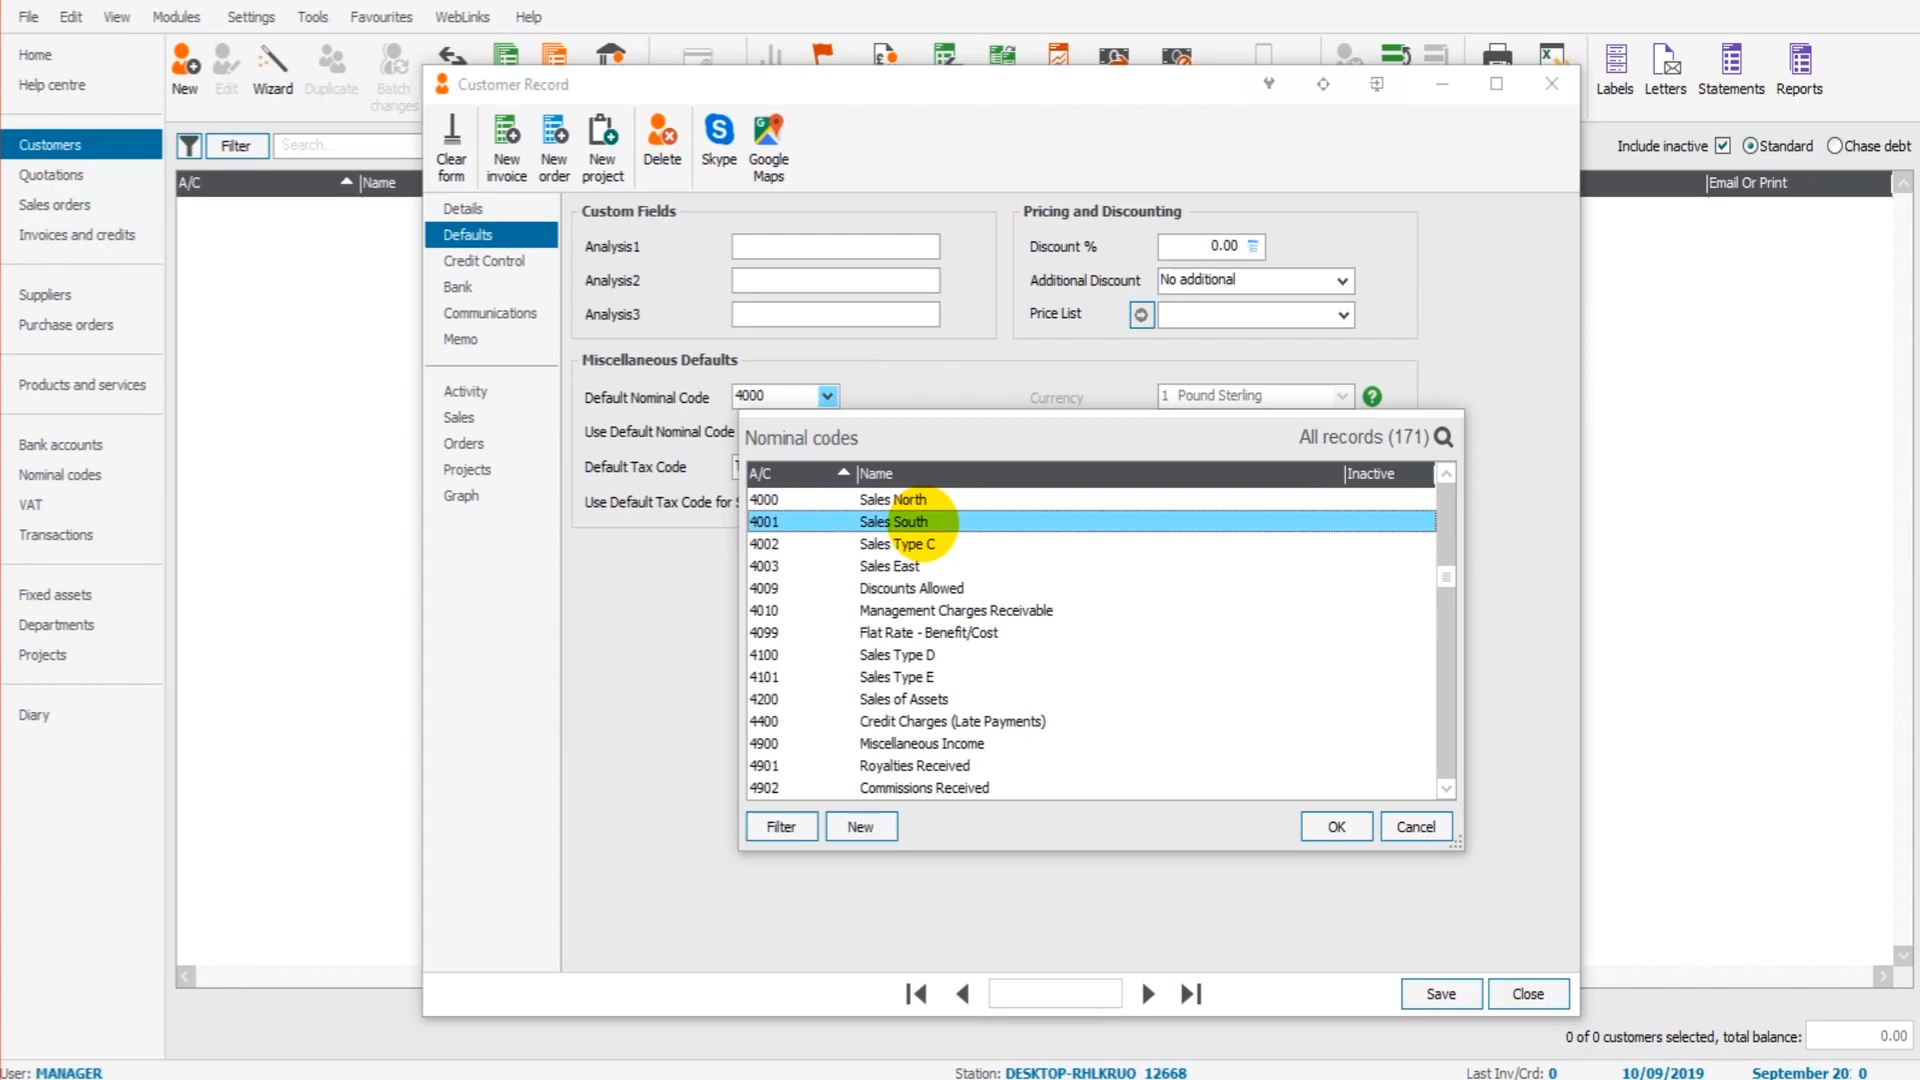 File Edit View Modules Settings Tools Favourites WebLinks Help
Home
Help centre
Customers
Quotations
Sales orders
Invoices and credits
Suppliers
Purchase orders
Products and services
Bank accounts
Nominal codes
VAT
Transactions
Fixed assets
Departments
Projects
Diary
New Edit Wizard Duplicate Batch changes
Labels Letters Statements Reports
Filter Search...
Include inactive Standard Chase debt
A/C Name Email Or Print
Customer Record
Clear form
New invoice
New order
New project
Delete
Skype
Google Maps
Details
Defaults
Credit Control
Bank
Communications
Memo
Activity
Sales
Orders
Projects
Graph
Custom Fields
Analysis1
Analysis2
Analysis3
Pricing and Discounting
Discount % 0.00
Additional Discount No additional
Price List
Miscellaneous Defaults
Default Nominal Code 4000
Currency 1 Pound Sterling
Use Default Nominal Code
Default Tax Code
Use Default Tax Code for
Nominal codes All records (171)
A/C Name Inactive
4000 Sales North
4001 Sales South
4002 Sales Type C
4003 Sales East
4009 Discounts Allowed
4010 Management Charges Receivable
4099 Flat Rate - Benefit/Cost
4100 Sales Type D
4101 Sales Type E
4200 Sales of Assets
4400 Credit Charges (Late Payments)
4900 Miscellaneous Income
4901 Royalties Received
4902 Commissions Received
Filter New OK Cancel
Save Close
0 of 0 customers selected, total balance: 0.00
User: MANAGER Station: DESKTOP-RHLKRUO 12668 Last Inv/Crd: 0 10/09/2019 September 0